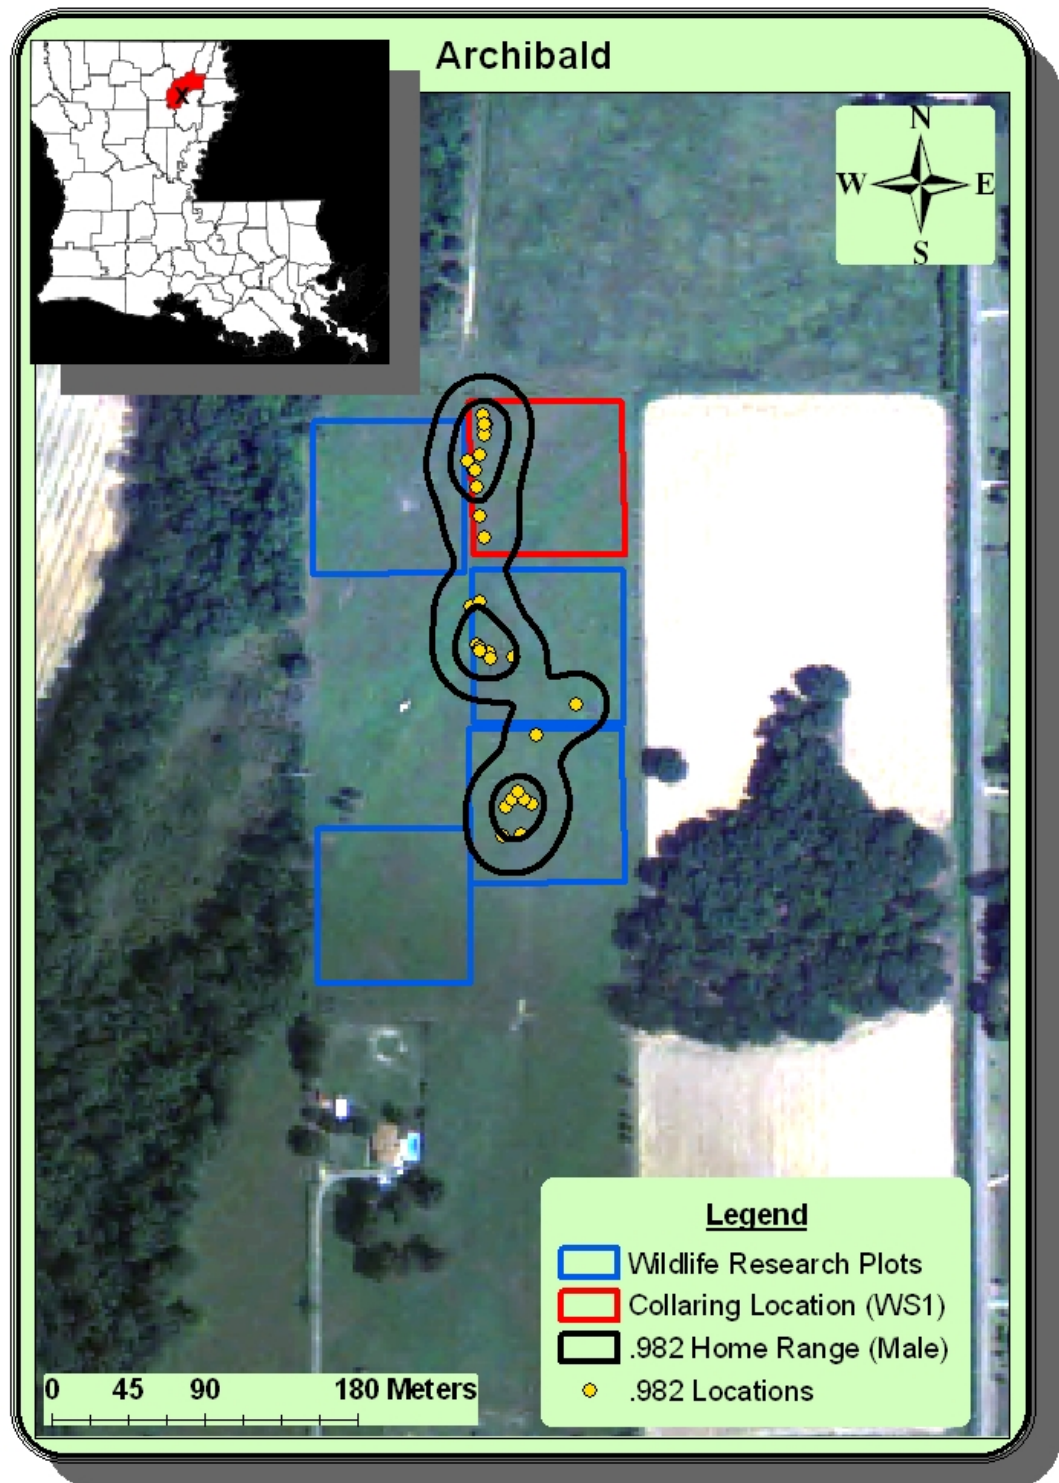 Archibald
X
N
W E
S
Legend
Wildlife Research Plots
Collaring Location (WS1)
.982 Home Range (Male)
.982 Locations
0 45 90 180 Meters